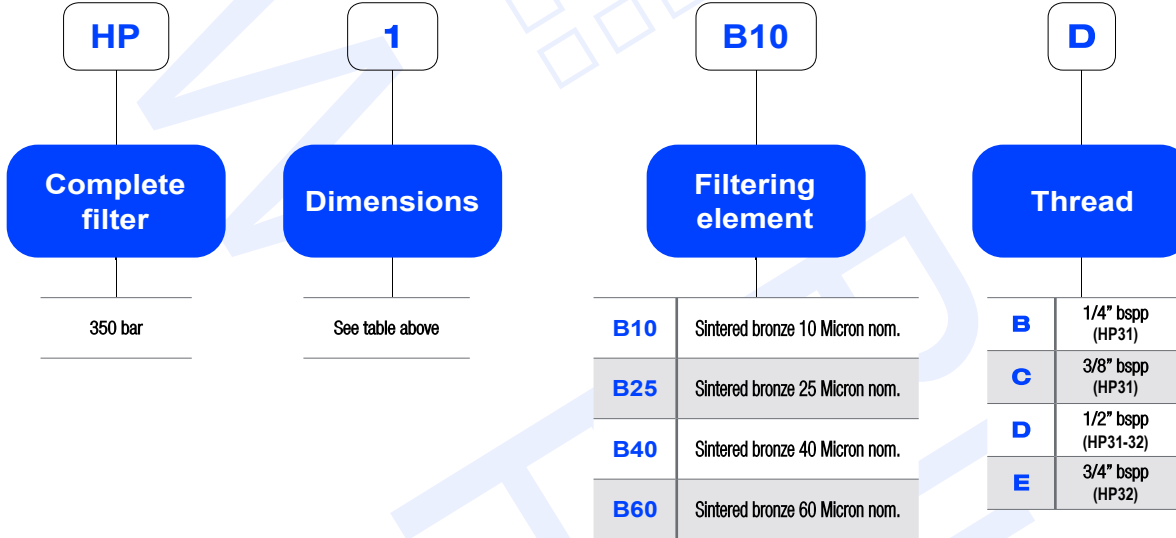 HP
1
B10
D
Complete
filter
Dimensions
Filtering
element
Thread
350 bar
See table above
B10
Sintered bronze 10 Micron nom.
B25
Sintered bronze 25 Micron nom.
B40
Sintered bronze 40 Micron nom.
B60
Sintered bronze 60 Micron nom.
B
1/4” bspp
(HP31)
C
3/8” bspp
(HP31)
D
1/2” bspp
(HP31-32)
E
3/4” bspp
(HP32)